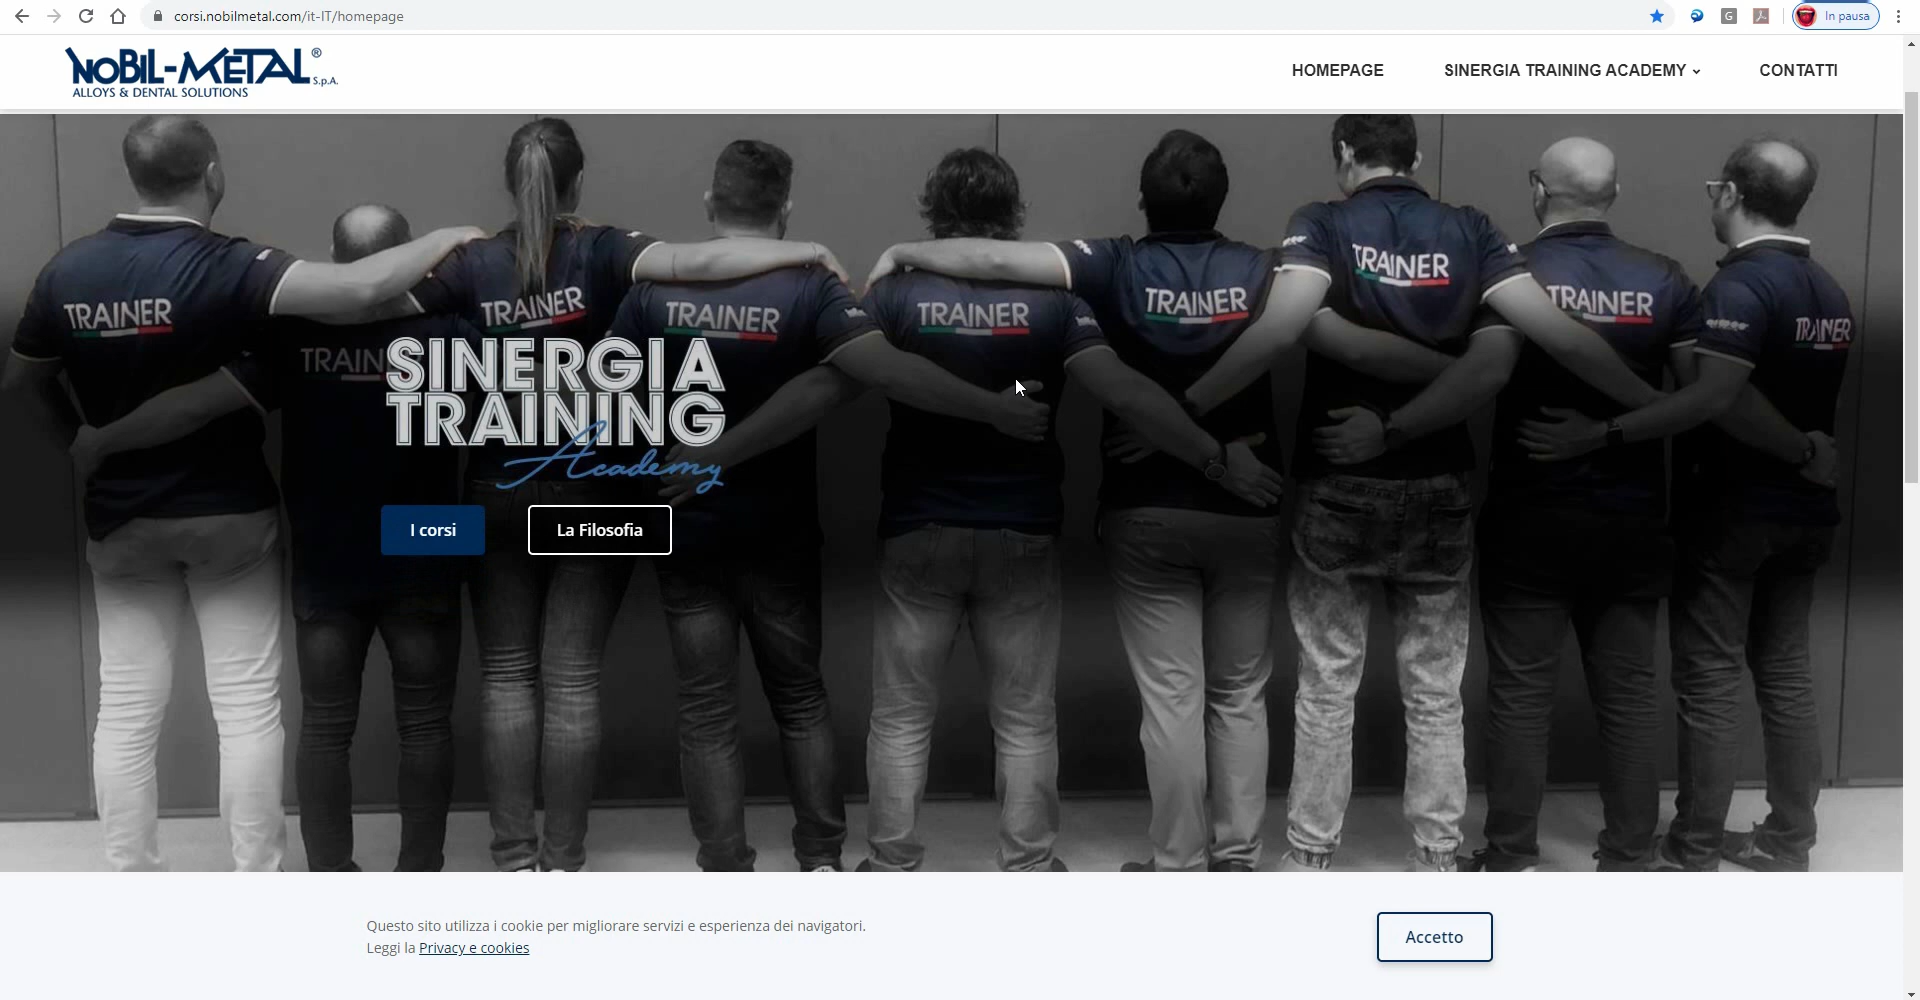 corsi.nobilmetal.com/it-IT/homepage
In pausa
NOBIL-METAL® S.p.A.
ALLOYS & DENTAL SOLUTIONS
HOMEPAGE
SINERGIA TRAINING ACADEMY
CONTATTI
TRAINER
TRAIN
TRAINER
TRAINER
TRAINER
TRAINER
TRAINER
TRAINER
TRAINER
SINERGIA
TRAINING
Academy
I corsi
La Filosofia
Questo sito utilizza i cookie per migliorare servizi e esperienza dei navigatori.
Leggi la Privacy e cookies
Accetto